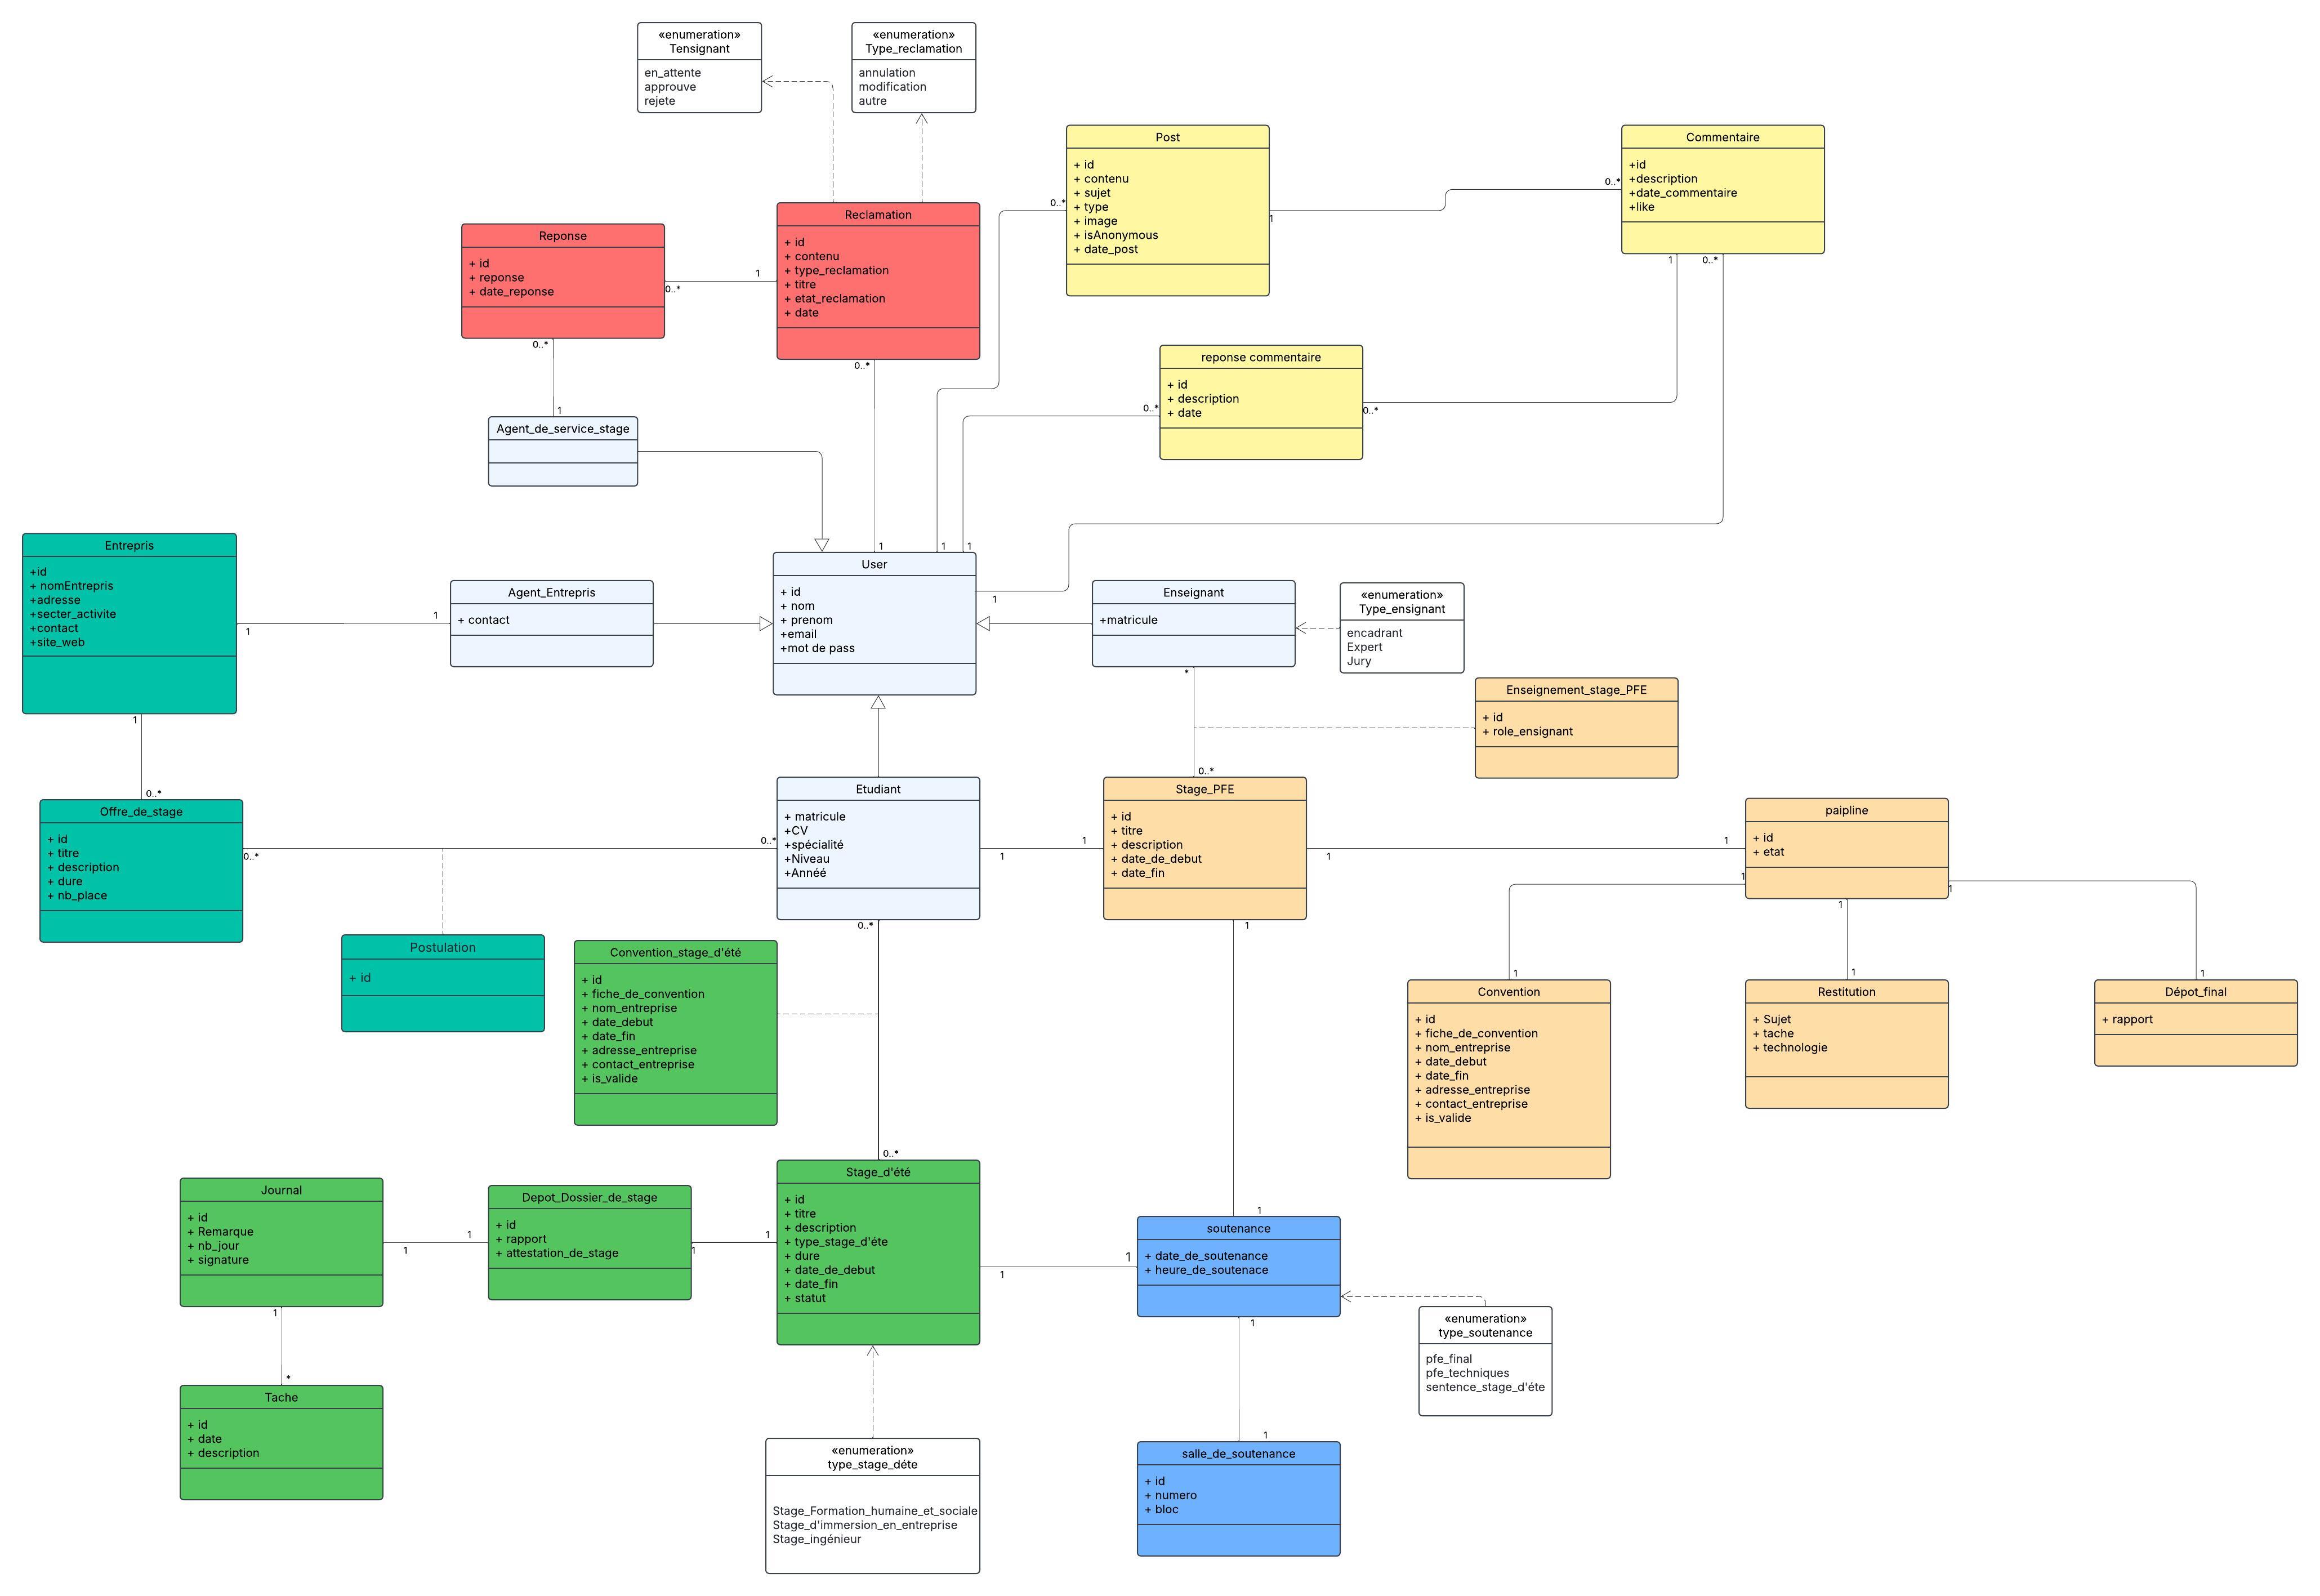 «enumeration»
Tensignant
en_attente
approuve
rejete
«enumeration»
Type_reclamation
annulation
modification
autre
Post
+ id
+ contenu
+ sujet
+ type
+ image
+ isAnonymous
+ date_post
0..*
1
Commentaire
+id
+description
+date_commentaire
+like
0..*
1
0..*
Reclamation
+ id
+ contenu
+ type_reclamation
+ titre
+ etat_reclamation
+ date
1
0..*
Reponse
+ id
+ reponse
+ date_reponse
0..*
0..*
reponse commentaire
+ id
+ description
+ date
0..*
0..*
1
Agent_de_service_stage
Entrepris
+id
+ nomEntrepris
+adresse
+secter_activite
+contact
+site_web
1
1
Agent_Entrepris
+ contact
1
1
1
1
User
+ id
+ nom
+ prenom
+email
+mot de pass
1
Enseignant
+matricule
*
«enumeration»
Type_ensignant
encadrant
Expert
Jury
Enseignement_stage_PFE
+ id
+ role_ensignant
0..*
Offre_de_stage
+ id
+ titre
+ description
+ dure
+ nb_place
0..*
0..*
Etudiant
+ matricule
+CV
+spécialité
+Niveau
+Annéé
1
0..*
0..*
Stage_PFE
+ id
+ titre
+ description
+ date_de_debut
+ date_fin
1
1
1
paipline
+ id
+ etat
1
1
1
1
Postulation
+ id
Convention_stage_d'été
+ id
+ fiche_de_convention
+ nom_entreprise
+ date_debut
+ date_fin
+ adresse_entreprise
+ contact_entreprise
+ is_valide
1
Convention
+ id
+ fiche_de_convention
+ nom_entreprise
+ date_debut
+ date_fin
+ adresse_entreprise
+ contact_entreprise
+ is_valide
1
Restitution
+ Sujet
+ tache
+ technologie
1
Dépot_final
+ rapport
Journal
+ id
+ Remarque
+ nb_jour
+ signature
1
1
1
Depot_Dossier_de_stage
+ id
+ rapport
+ attestation_de_stage
1
1
0..*
Stage_d'été
+ id
+ titre
+ description
+ type_stage_d'éte
+ dure
+ date_de_debut
+ date_fin
+ statut
1
1
1
soutenance
+ date_de_soutenance
+ heure_de_soutenace
1
«enumeration»
type_soutenance
pfe_final
pfe_techniques
sentence_stage_d'éte
*
Tache
+ id
+ date
+ description
«enumeration»
type_stage_déte
Stage_Formation_humaine_et_sociale
Stage_d'immersion_en_entreprise
Stage_ingénieur
1
salle_de_soutenance
+ id
+ numero
+ bloc